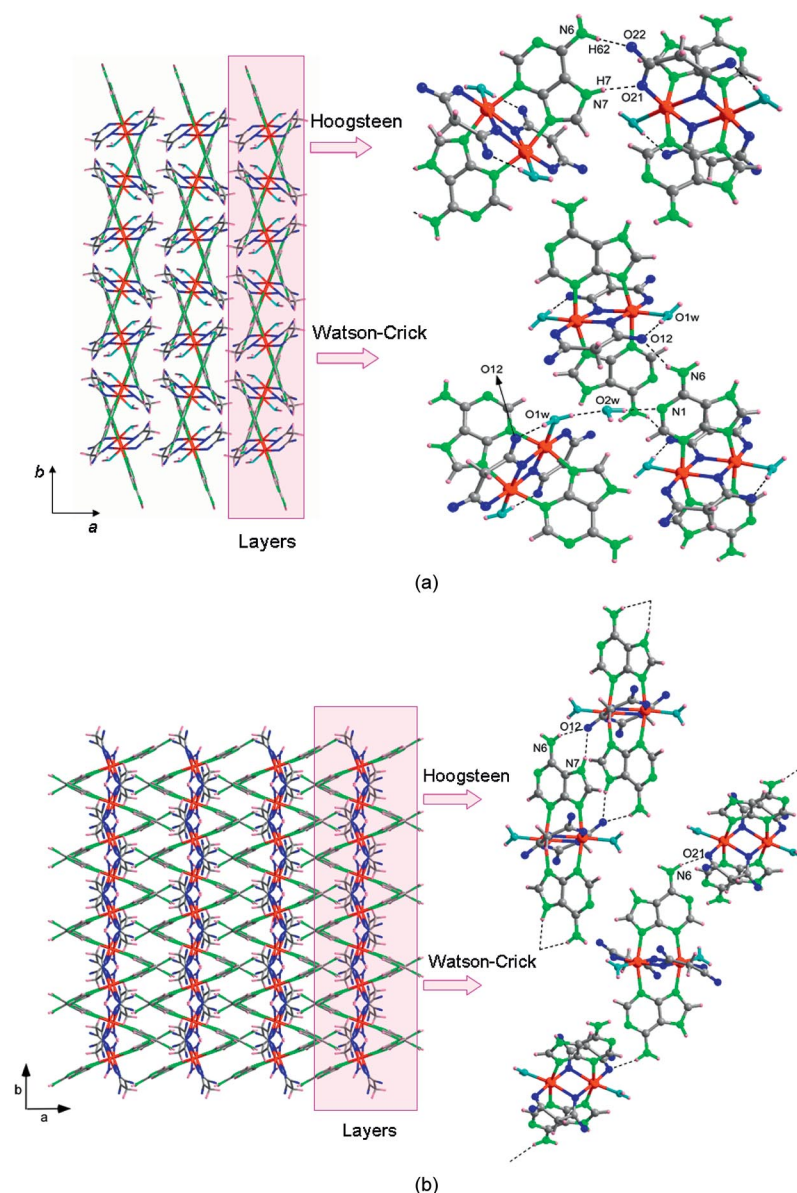 N6
O22
H62
H7
O21
N7
Hoogsteen
Watson-Crick
O1w
O12
N6
O12
O2w
O1w
N1
b
a
Layers
(a)
O12
N6
N7
Hoogsteen
O21
N6
Watson-Crick
b
a
Layers
(b)